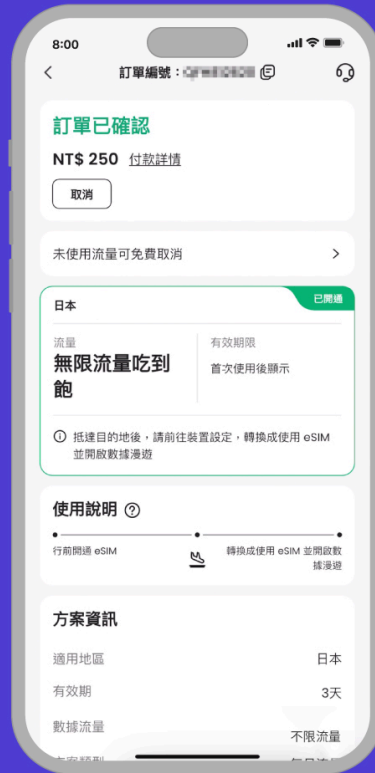 8:00
訂單編號：
訂單已確認
NT$ 250 付款詳情
取消
未使用流量可免費取消
日本
已開通
流量
無限流量吃到
飽
有效期限
首次使用後顯示
抵達目的地後，請前往裝置設定，轉換成使用 eSIM
並開啟數據漫遊
使用說明
行前開通 eSIM
轉換成使用 eSIM 並開啟數
據漫遊
方案資訊
適用地區 日本
有效期 3天
數據流量 不限流量